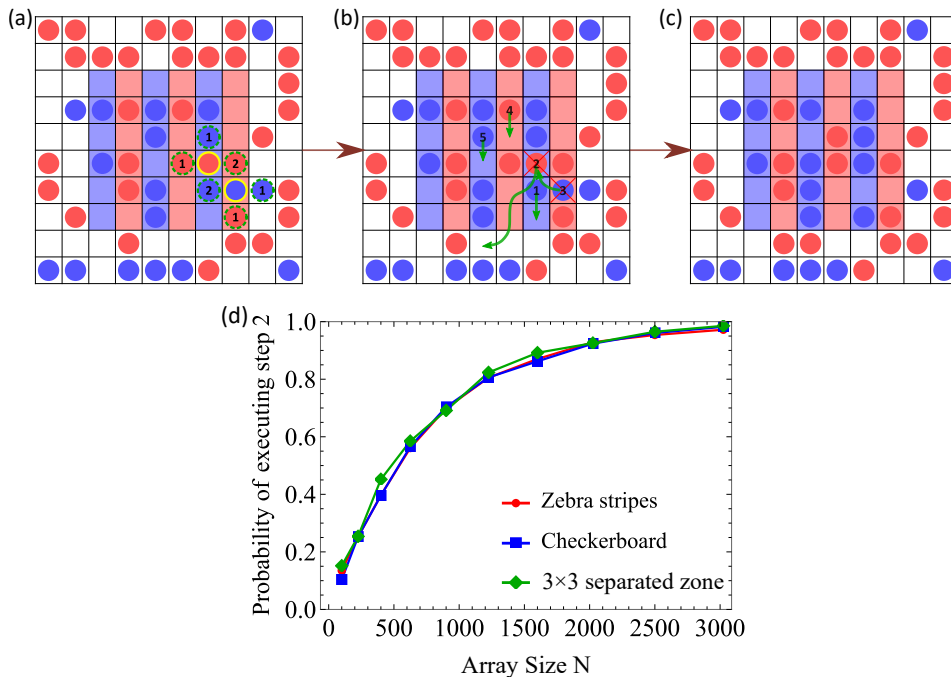 (a) (b) (c)
4
1 5
1 2 2
2 1 1 3
1
(d)
1.0
0.8
0.6
0.4
0.2
0.0
Probability of executing step 2
Zebra stripes
Checkerboard
3×3 separated zone
0 500 1000 1500 2000 2500 3000
Array Size N